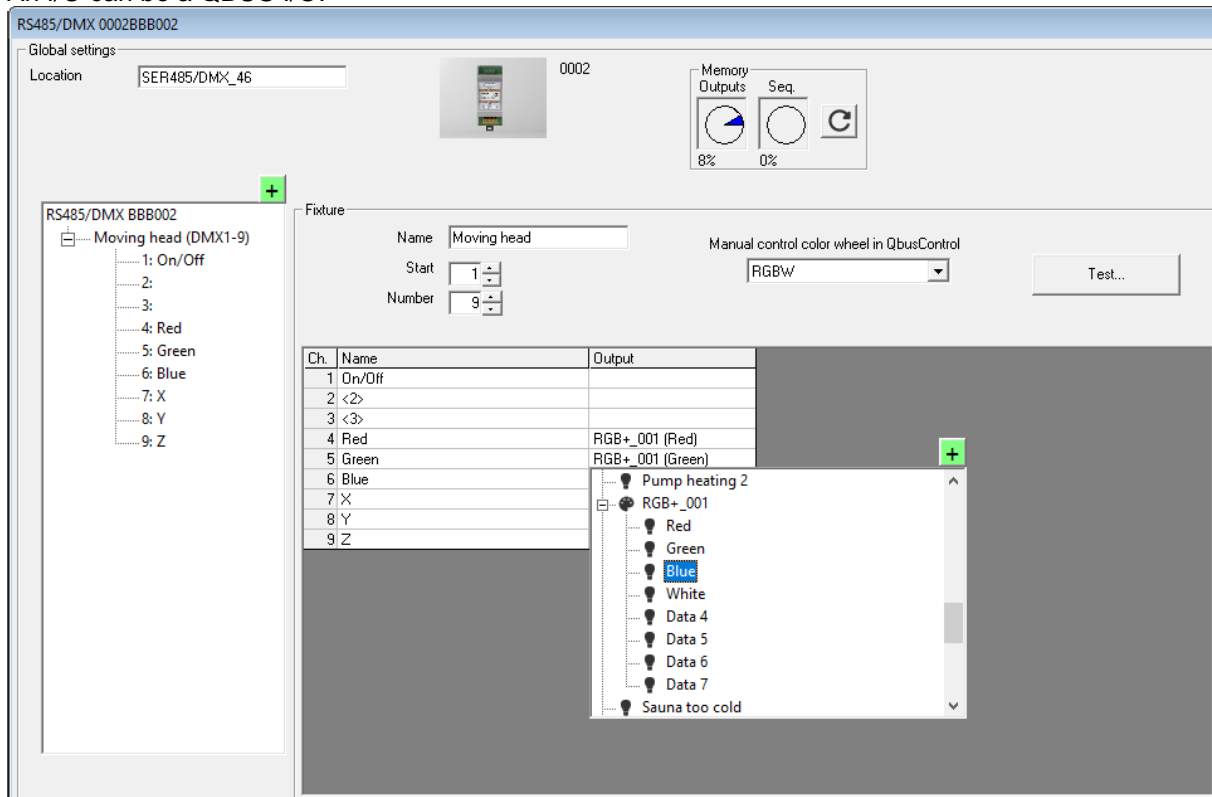 RS485/DMX 0002BBB002
Global settings
Location SER485/DMX_46
0002
Memory
Outputs Seq.
8% 0%
+
RS485/DMX BBB002
Moving head (DMX1-9)
1: On/Off
2:
3:
4: Red
5: Green
6: Blue
7: X
8: Y
9: Z
Fixture
Name Moving head
Start 1
Number 9
Manual control color wheel in QbusControl
RGBW
Test...
Ch. Name Output
1 On/Off
2 <2>
3 <3>
4 Red RGB+_001 (Red)
5 Green RGB+_001 (Green)
6 Blue
7 X
8 Y
9 Z
+
Pump heating 2
RGB+_001
Red
Green
Blue
White
Data 4
Data 5
Data 6
Data 7
Sauna too cold